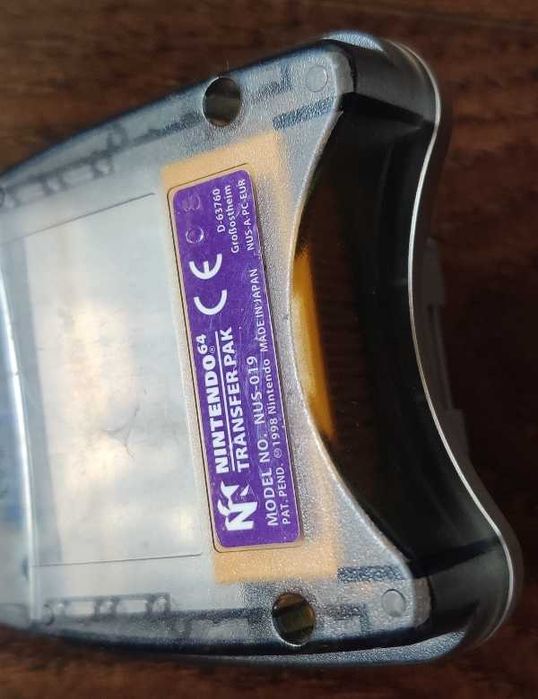 NINTENDO64®
TRANSFER PAK
MODEL NO. NUS-019
PAT. PEND. ©1998 Nintendo MADE IN JAPAN
CE
D-63760
Großostheim
NUS-A-PC-EUR